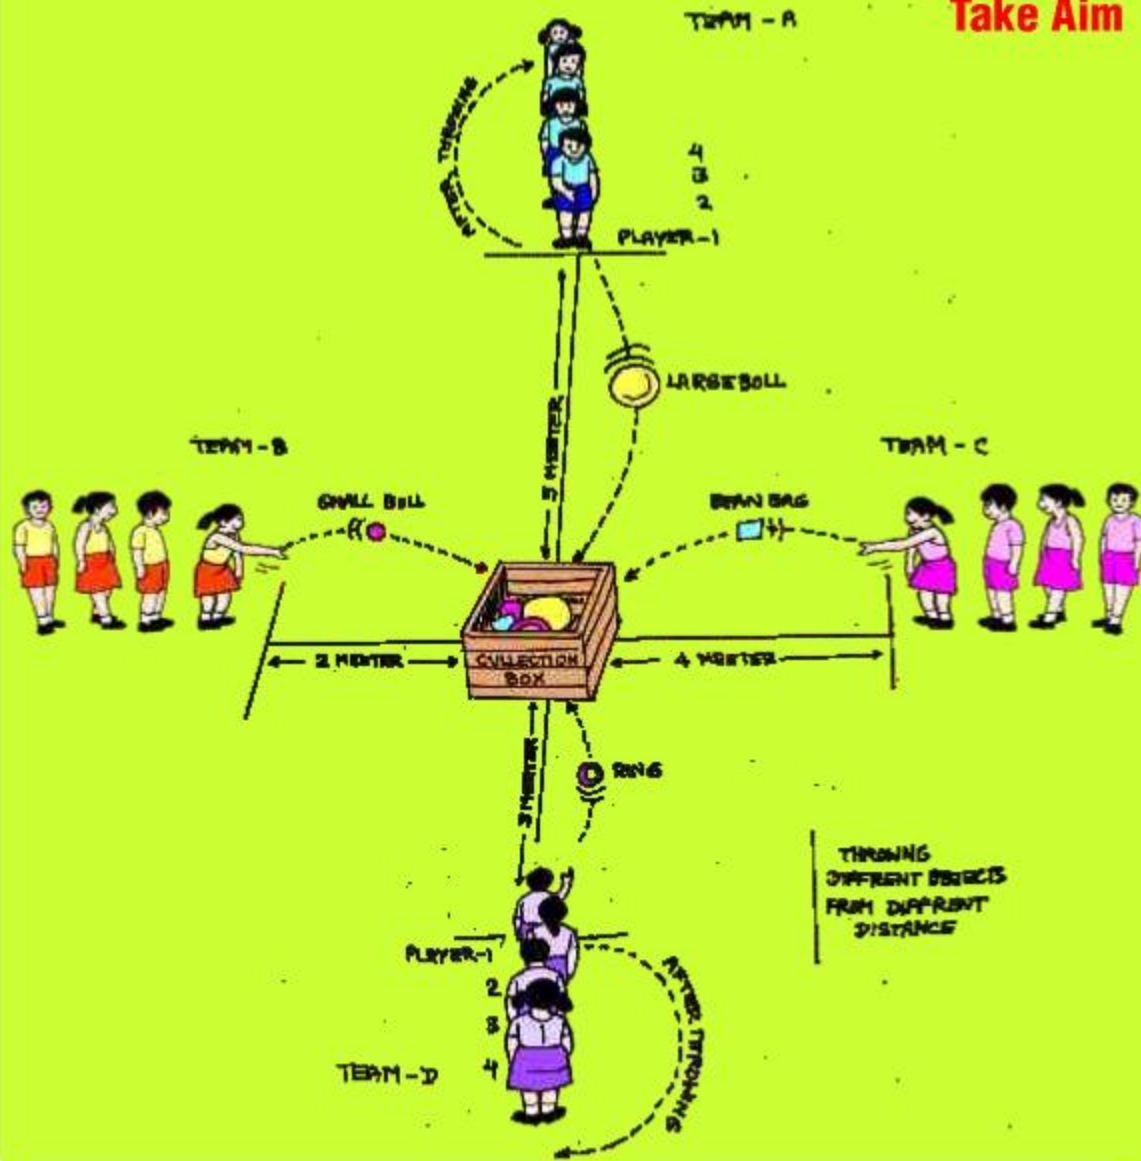 TEAM - A
Take Aim
AFTER THROWING
4
3
2
PLAYER-1
LARGE BOLL
5 MEETER
TEAM - B
TEAM - C
SMALL BOLL
BEAN BAG
2 MEETER
CULLECTION
BOX
4 MEETER
3 MEETER
RING
THROWING
DIFFRENT OBJECTS
FROM DIFFRENT
DISTANCE
PLAYER-1
2
3
4
TEAM-D
AFTER THROWING